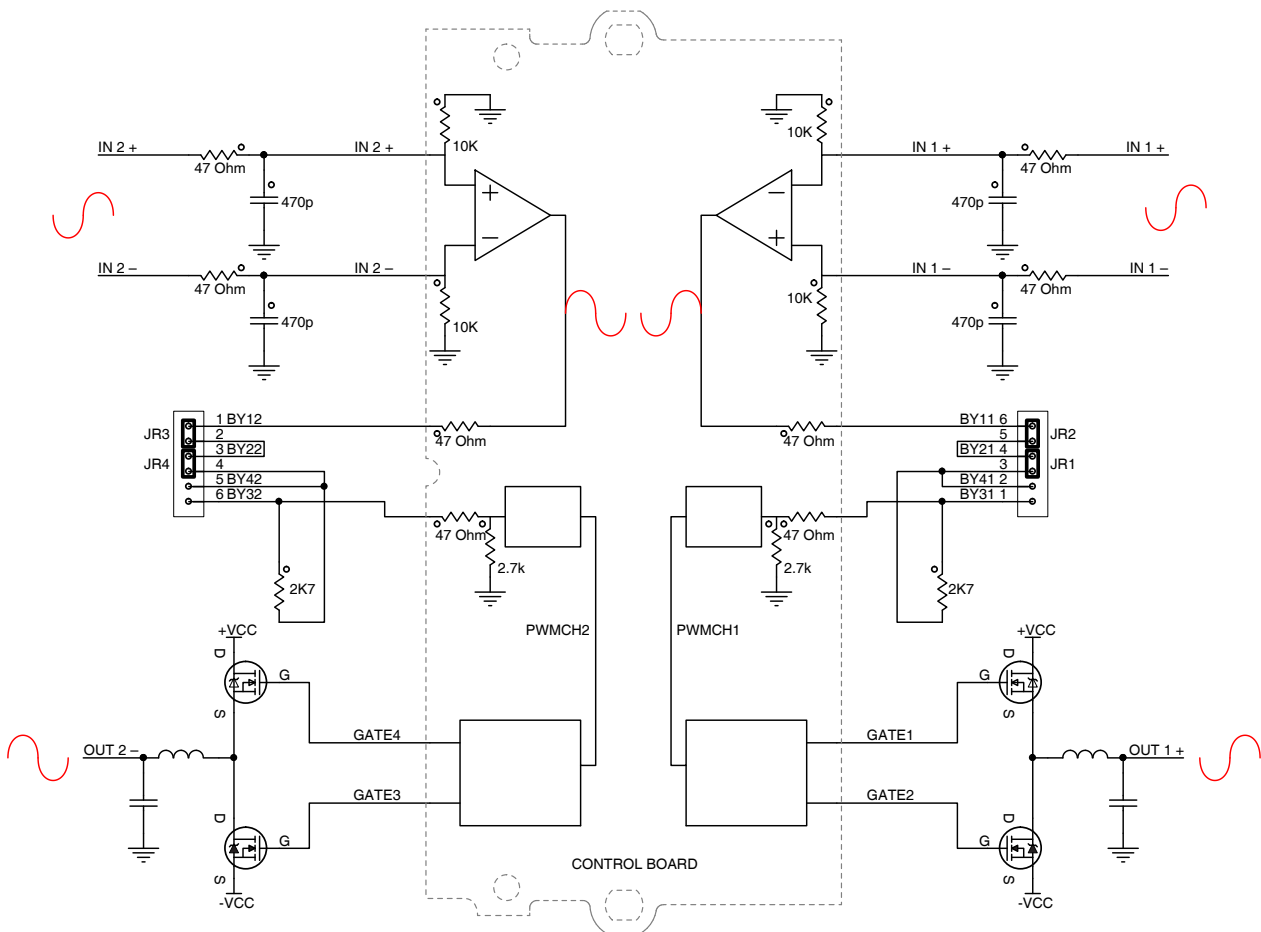 10K
10K
IN 2 +
47 Ohm
IN 2 +
IN 1 +
IN 1 +
47 Ohm
470p
470p
+
−
−
+
IN 2 −
47 Ohm
IN 2 −
IN 1 −
IN 1 −
47 Ohm
470p
10K
10K
470p
JR3
JR4
1 BY12
2
3 BY22
4
5 BY42
6 BY32
47 Ohm
47 Ohm
BY11 6
5
BY21 4
3
BY41 2
BY31 1
JR2
JR1
47 Ohm
47 Ohm
2.7k
2.7k
2K7
2K7
PWMCH2
PWMCH1
+VCC
D
G
S
+VCC
D
G
S
GATE4
GATE1
OUT 2 −
OUT 1 +
GATE3
GATE2
D
G
S
-VCC
D
G
S
-VCC
CONTROL BOARD